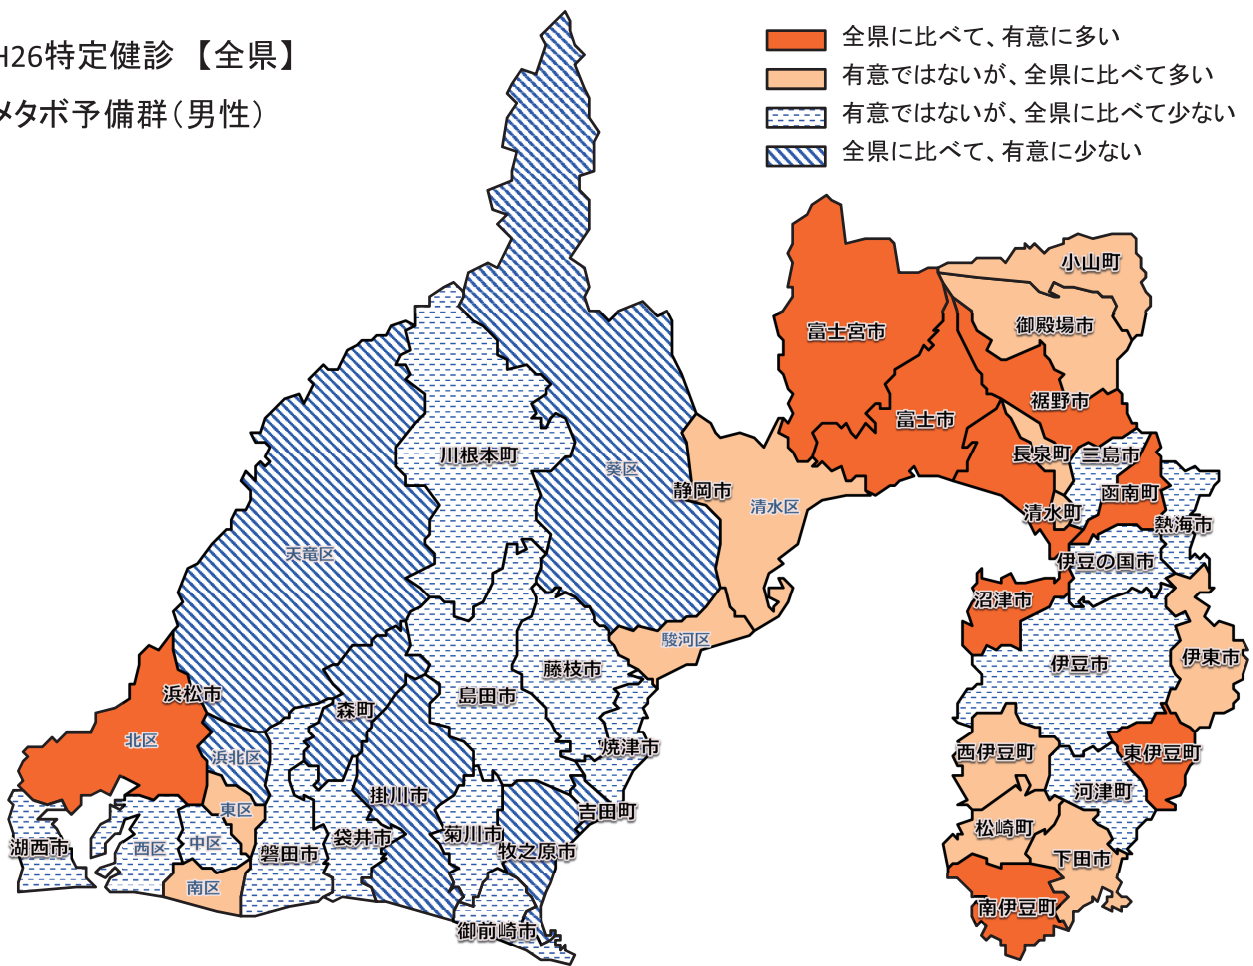 H26特定健診 【全県】
メタボ予備群(男性)
全県に比べて、有意に多い
有意ではないが、全県に比べて多い
有意ではないが、全県に比べて少ない
全県に比べて、有意に少ない
小山町
御殿場市
富士宮市
裾野市
富士市
長泉町
三島市
川根本町
葵区
静岡市
清水区
函南町
清水町
熱海市
天竜区
伊豆の国市
沼津市
駿河区
伊東市
伊豆市
藤枝市
島田市
浜松市
森町
北区
浜北区
焼津市
西伊豆町
東伊豆町
河津町
掛川市
東区
吉田町
菊川市
牧之原市
袋井市
磐田市
中区
西区
湖西市
松崎町
下田市
南区
南伊豆町
御前崎市